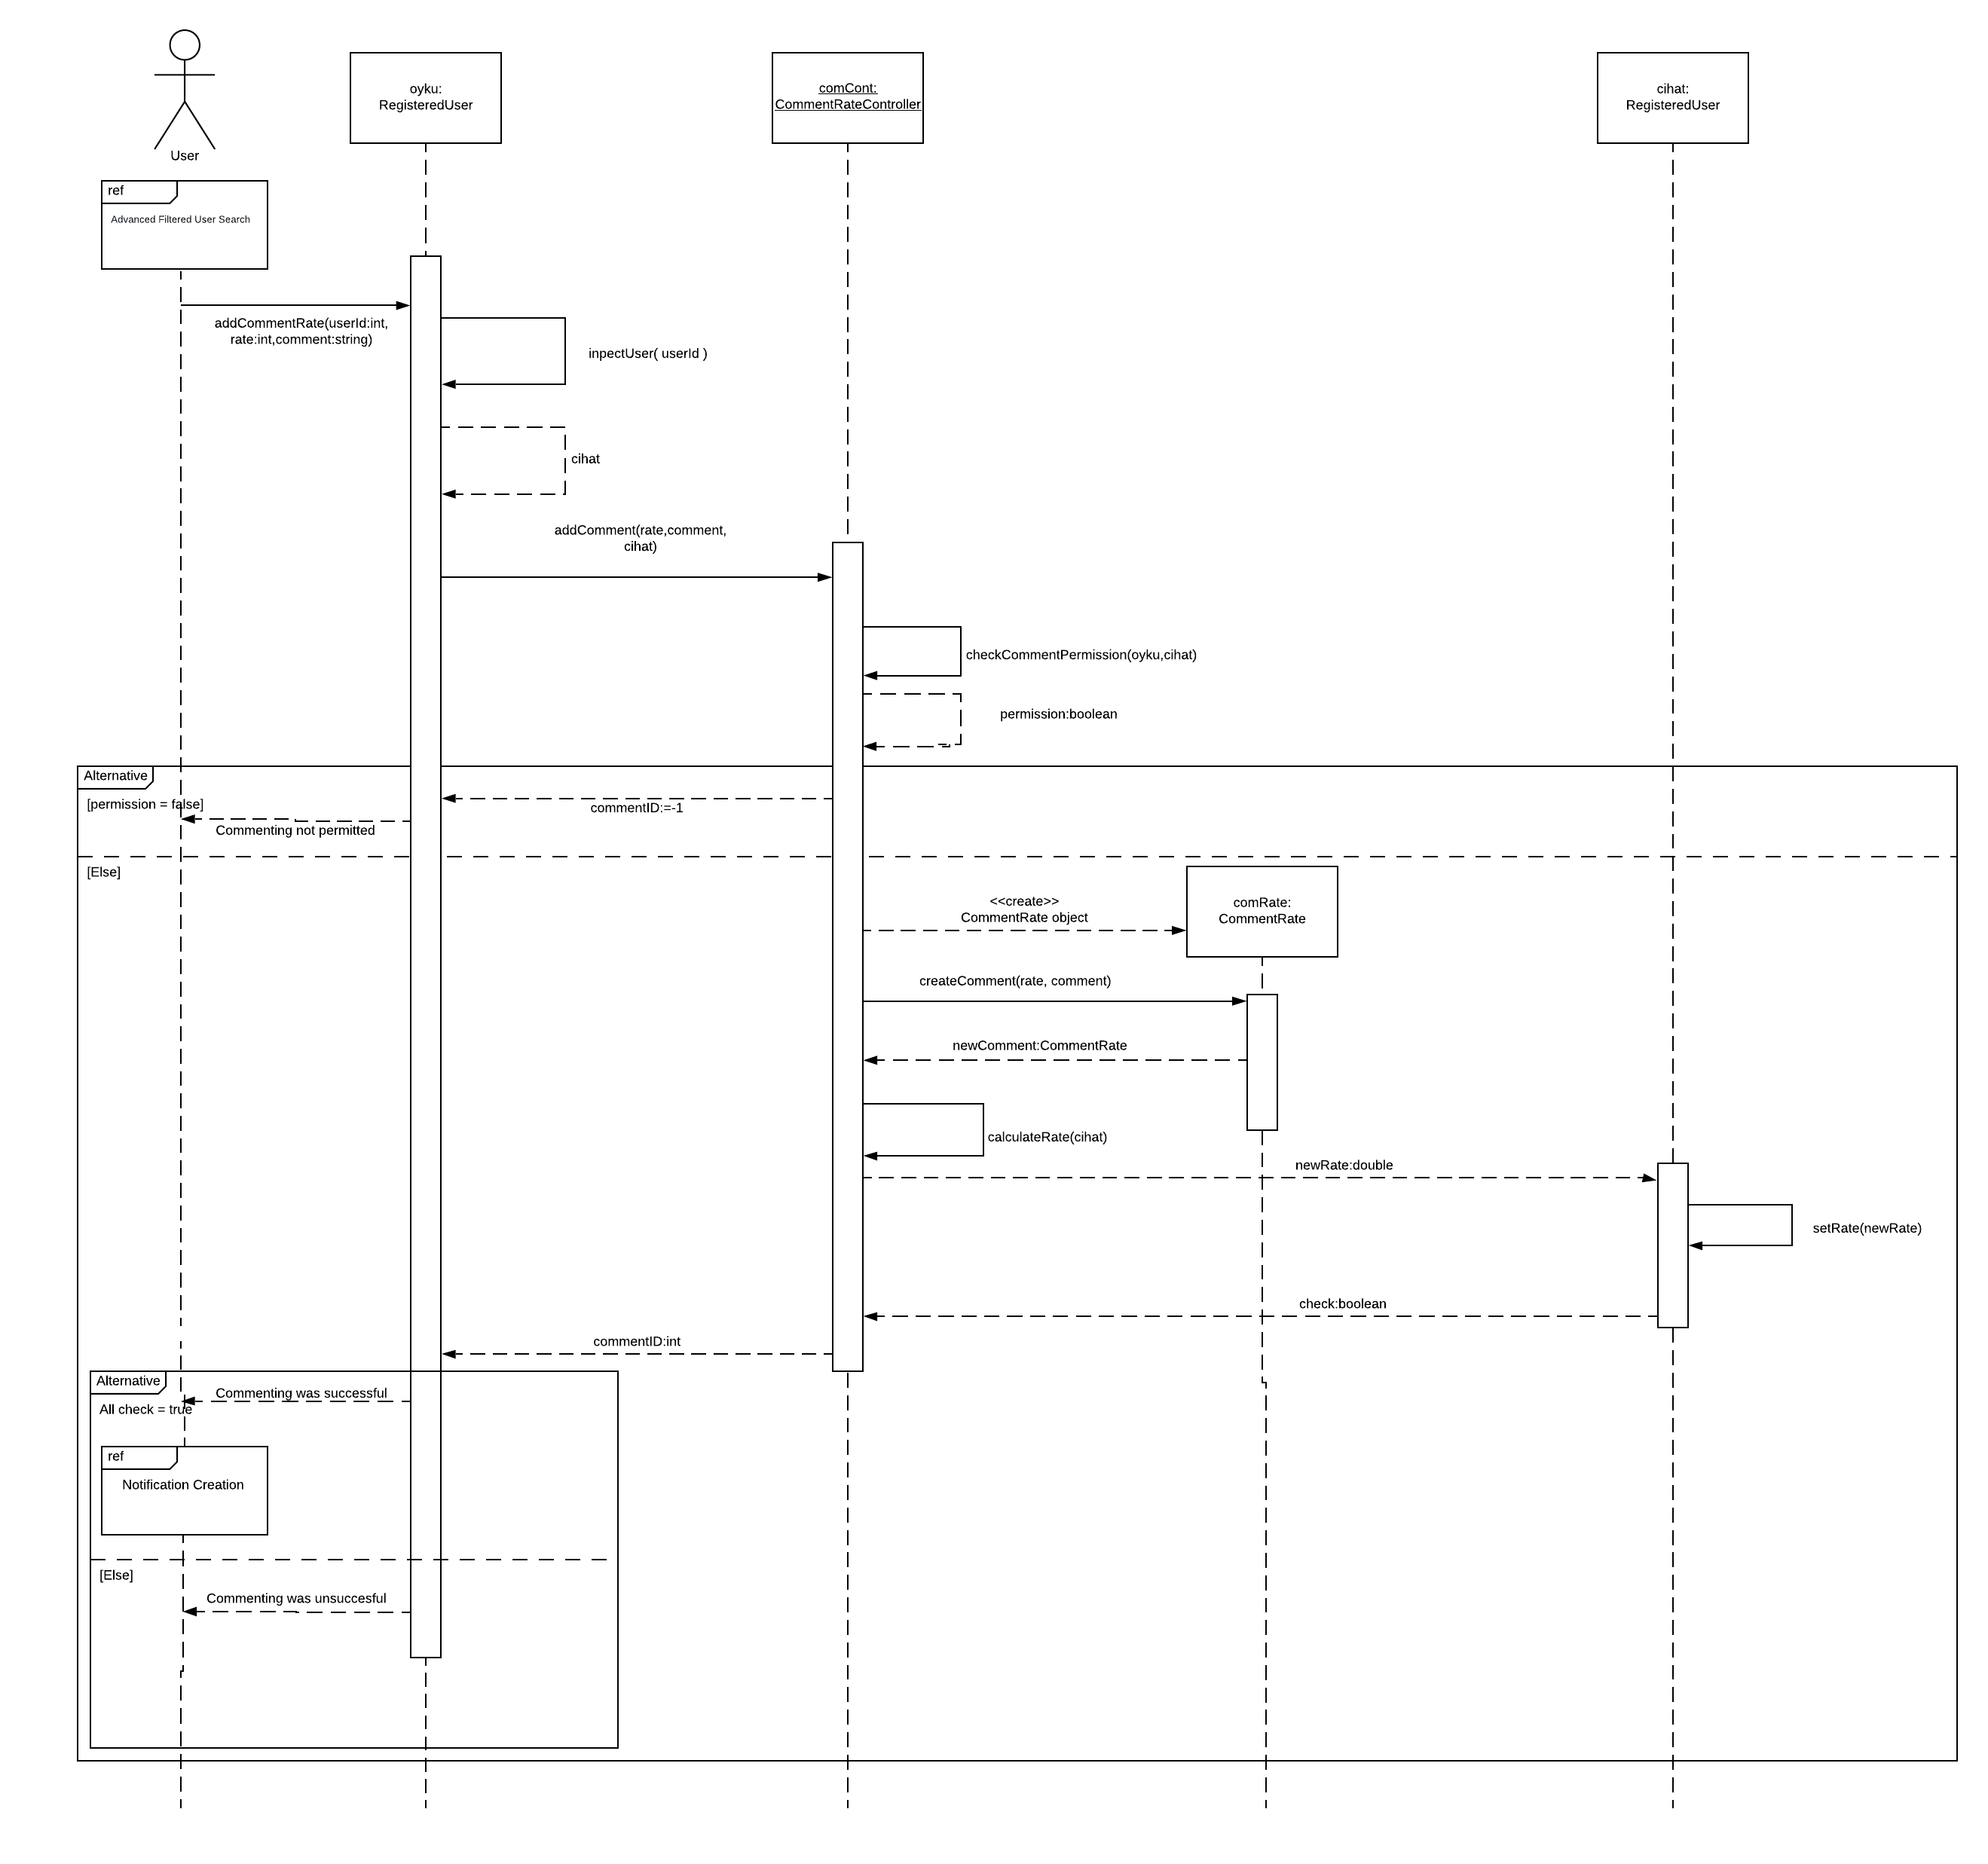 User
oyku:
RegisteredUser
comCont:
CommentRateController
cihat:
RegisteredUser
ref
Advanced Filtered User Search
addCommentRate(userId:int,
rate:int,comment:string)
inpectUser( userId )
cihat
addComment(rate,comment,
cihat)
checkCommentPermission(oyku,cihat)
permission:boolean
Alternative
[permission = false]
commentID:=-1
Commenting not permitted
[Else]
<<create>>
CommentRate object
comRate:
CommentRate
createComment(rate, comment)
newComment:CommentRate
calculateRate(cihat)
newRate:double
setRate(newRate)
check:boolean
commentID:int
Alternative
Commenting was successful
All check = true
ref
Notification Creation
[Else]
Commenting was unsuccesful